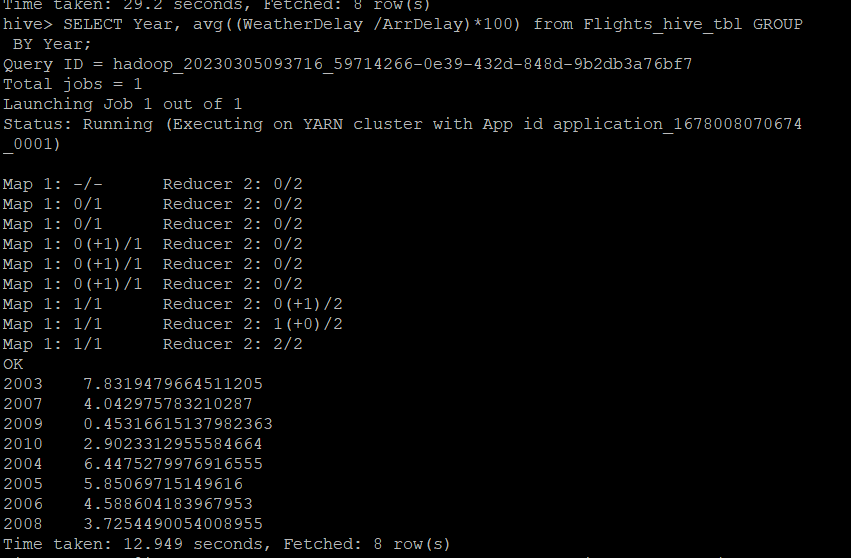 Time taken: 29.2 seconds, Fetched: 8 row(s)
hive> SELECT Year, avg((WeatherDelay /ArrDelay)*100) from Flights_hive_tbl GROUP
 BY Year;
Query ID = hadoop_20230305093716_59714266-0e39-432d-848d-9b2db3a76bf7
Total jobs = 1
Launching Job 1 out of 1
Status: Running (Executing on YARN cluster with App id application_1678008070674
_0001)

Map 1: -/-      Reducer 2: 0/2
Map 1: 0/1      Reducer 2: 0/2
Map 1: 0/1      Reducer 2: 0/2
Map 1: 0(+1)/1  Reducer 2: 0/2
Map 1: 0(+1)/1  Reducer 2: 0/2
Map 1: 0(+1)/1  Reducer 2: 0/2
Map 1: 1/1      Reducer 2: 0(+1)/2
Map 1: 1/1      Reducer 2: 1(+0)/2
Map 1: 1/1      Reducer 2: 2/2
OK
2003    7.8319479664511205
2007    4.042975783210287
2009    0.45316615137982363
2010    2.9023312955584664
2004    6.4475279976916555
2005    5.85069715149616
2006    4.588604183967953
2008    3.7254490054008955
Time taken: 12.949 seconds, Fetched: 8 row(s)